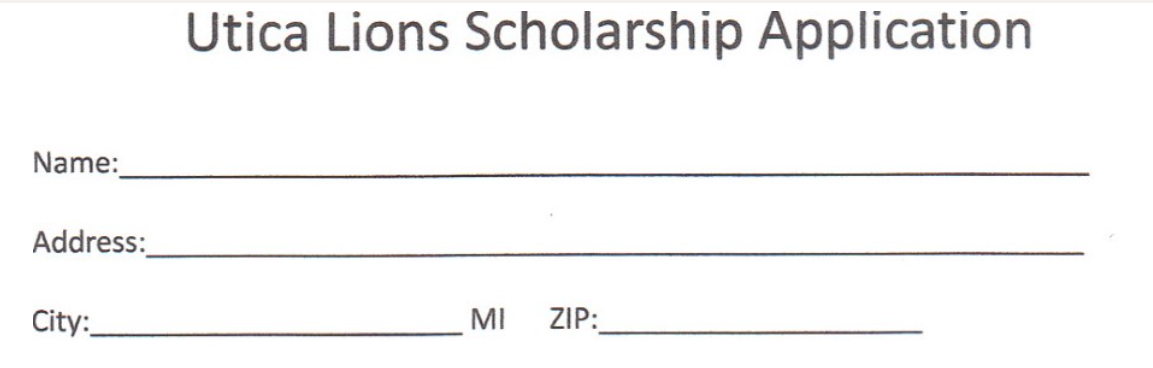 Utica Lions Scholarship Application
Name:
Address:
City: MI ZIP: